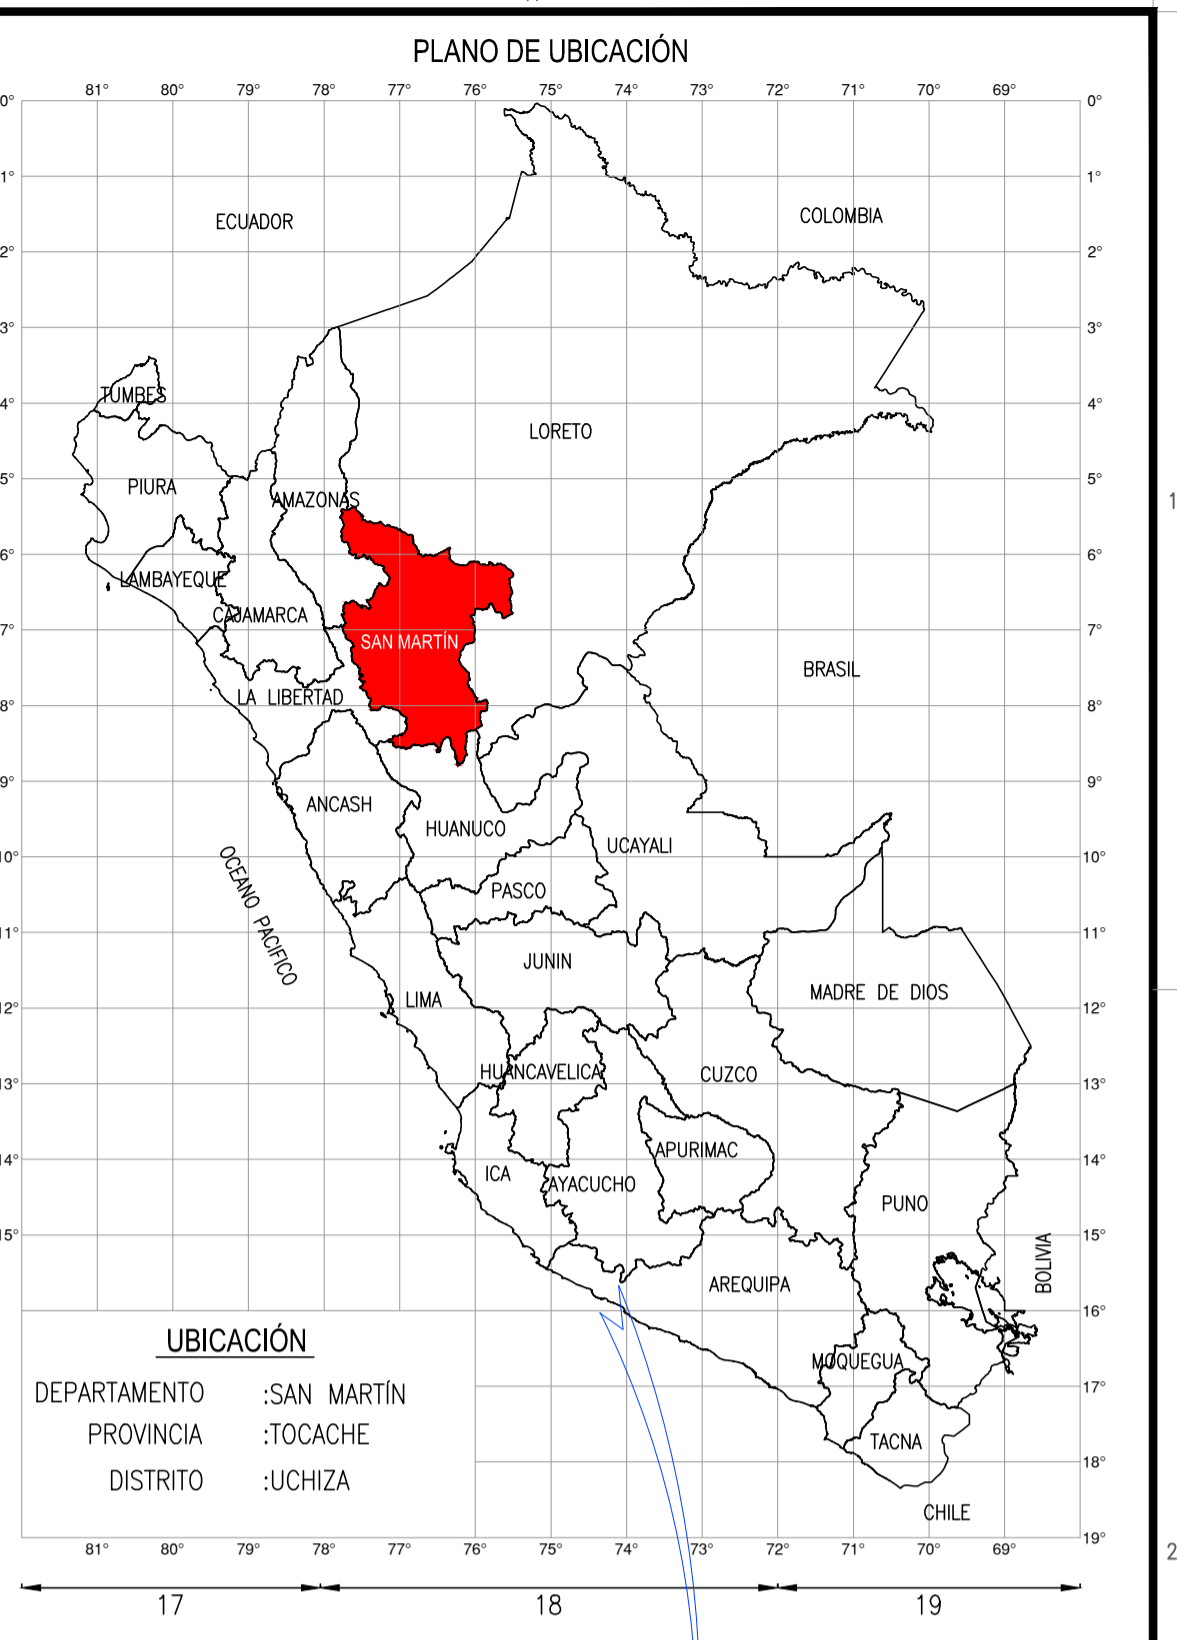 PLANO DE UBICACIÓN
81° 80° 79° 78° 77° 76° 75° 74° 73° 72° 71° 70° 69°
0° 0°
1° 1°
COLOMBIA
ECUADOR
2° 2°
3° 3°
TUMBES
4° 4°
LORETO
5° 5°
PIURA
AMAZONAS
1
6° 6°
LAMBAYEQUE
CAJAMARCA
7° 7°
SAN MARTÍN
BRASIL
LA LIBERTAD
8° 8°
9° 9°
ANCASH
HUANUCO
UCAYALI
10° 10°
PASCO
OCEANO PACIFICO
11° 11°
JUNIN
MADRE DE DIOS
LIMA
12° 12°
HUANCAVELICA
CUZCO
13° 13°
APURIMAC
14° 14°
ICA
AYACUCHO
PUNO
15° 15°
BOLIVIA
AREQUIPA
16°
UBICACIÓN
MOQUEGUA
17°
DEPARTAMENTO :SAN MARTÍN
PROVINCIA :TOCACHE
TACNA
18°
DISTRITO :UCHIZA
CHILE
19°
81° 80° 79° 78° 77° 76° 75° 74° 73° 72° 71° 70° 69°
2
17 18 19